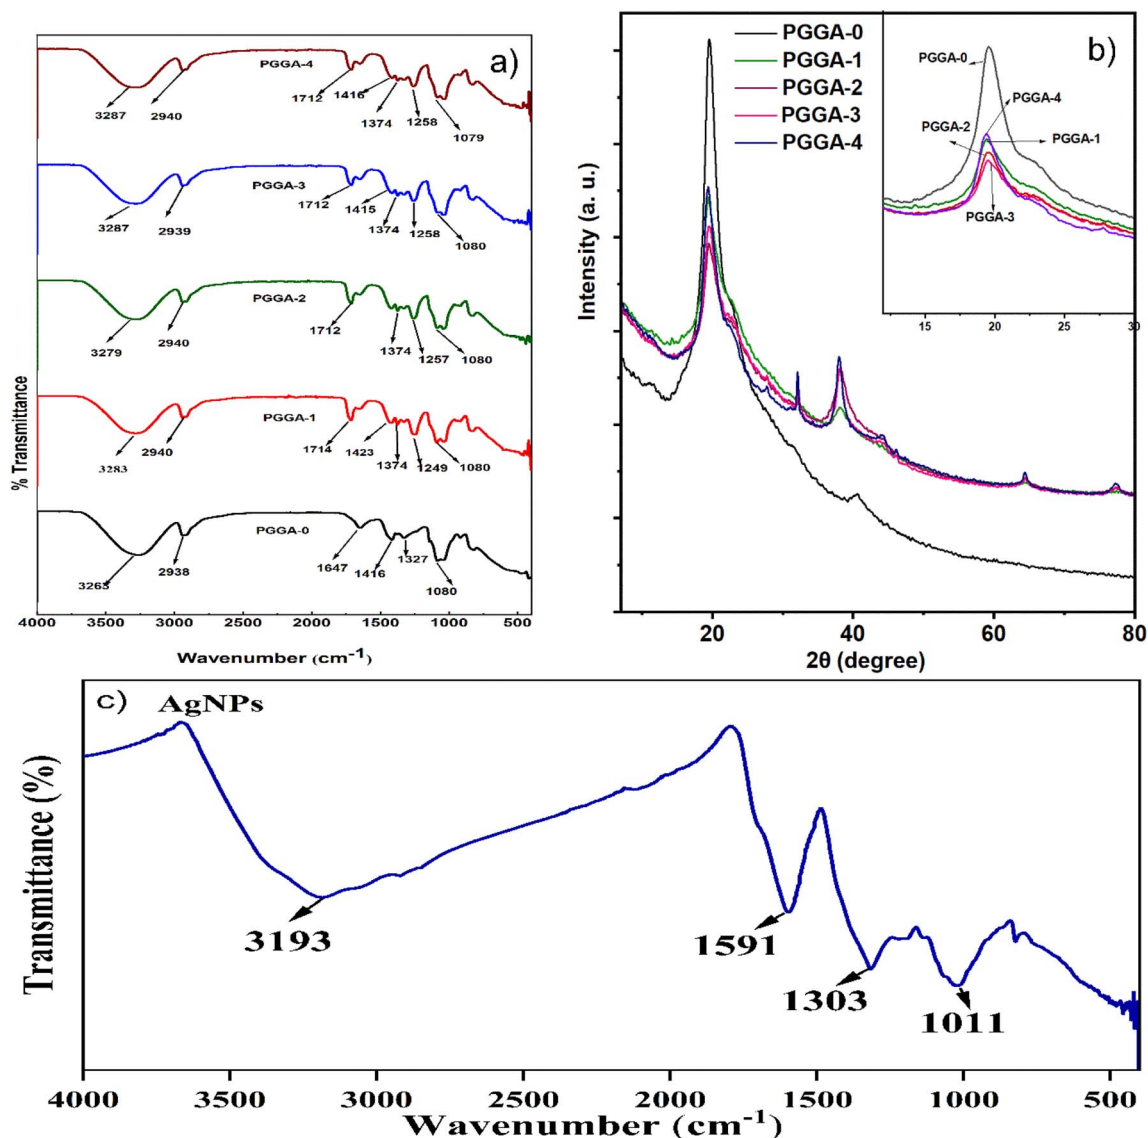 a)
PGGA-4
3287
2940
1712
1416
1374
1258
1079
PGGA-3
3287
2939
1712
1415
1374
1258
1080
PGGA-2
3279
2940
1712
1374
1257
1080
PGGA-1
3283
2940
1714
1423
1374
1249
1080
PGGA-0
3265
2938
1647
1416
1327
1080
% Transmittance
4000 3500 3000 2500 2000 1500 1000 500
Wavenumber (cm-1)
b)
PGGA-0
PGGA-1
PGGA-2
PGGA-3
PGGA-4
PGGA-0
PGGA-4
PGGA-2
PGGA-1
PGGA-3
15 20 25 30
Intensity (a. u.)
20 40 60 80
2θ (degree)
c)
AgNPs
3193
1591
1303
1011
Transmittance (%)
4000 3500 3000 2500 2000 1500 1000 500
Wavenumber (cm-1)